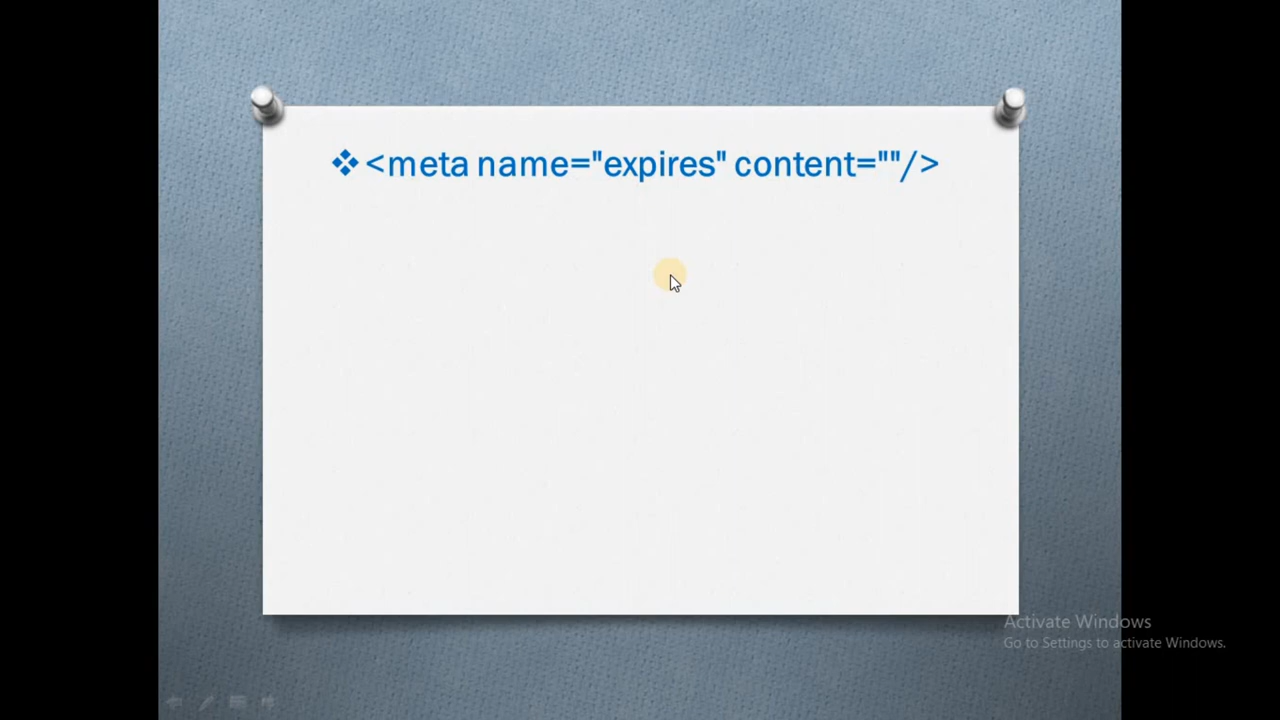 ❖ <meta name="expires" content=""/>
Activate Windows
Go to Settings to activate Windows.